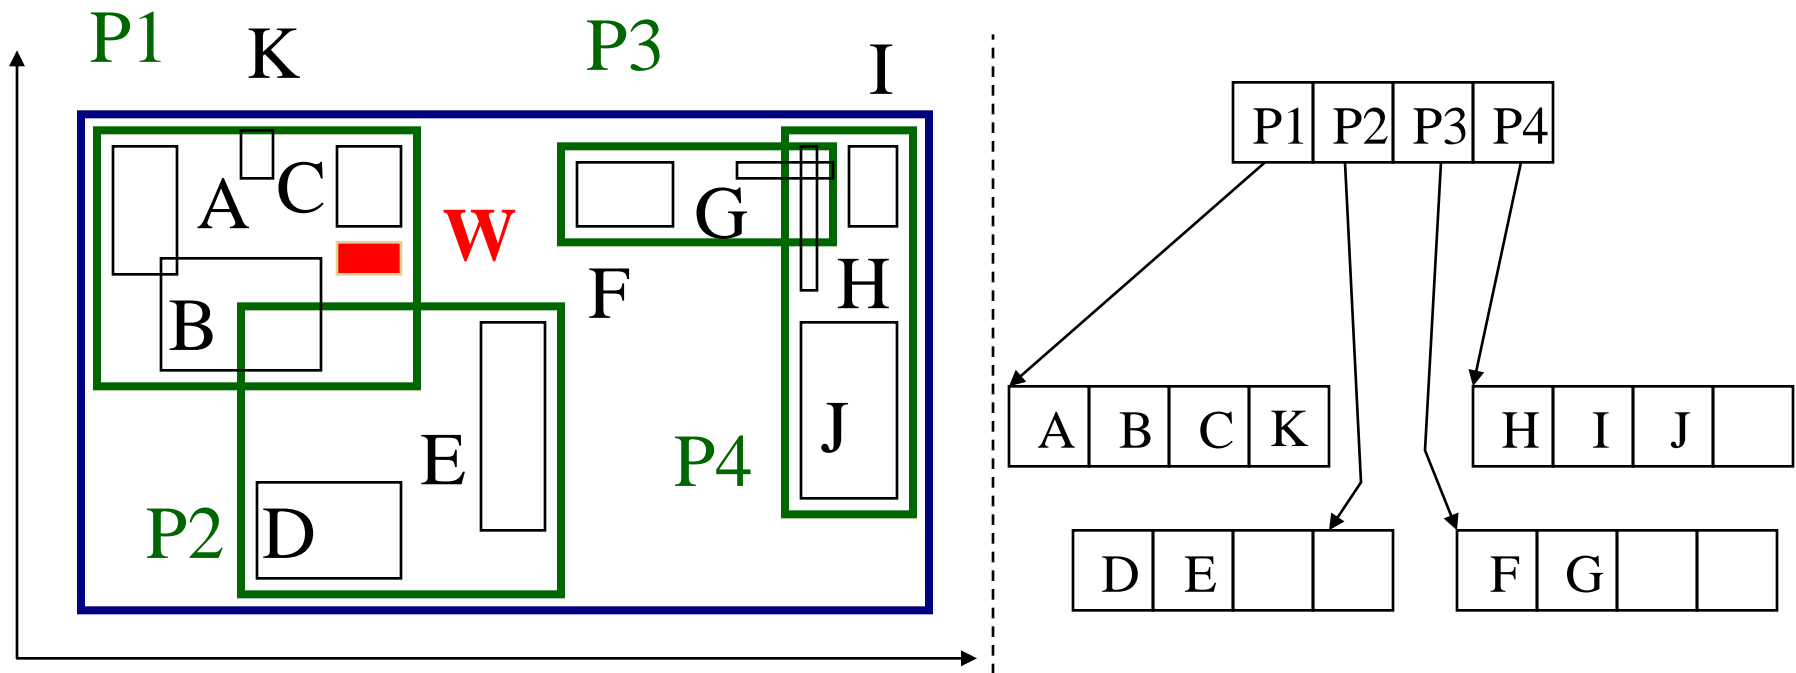 P1 K P3 I
A C G W
B F H
E P4 J
P2 D
P1 P2 P3 P4
A B C K
H I J
D E
F G